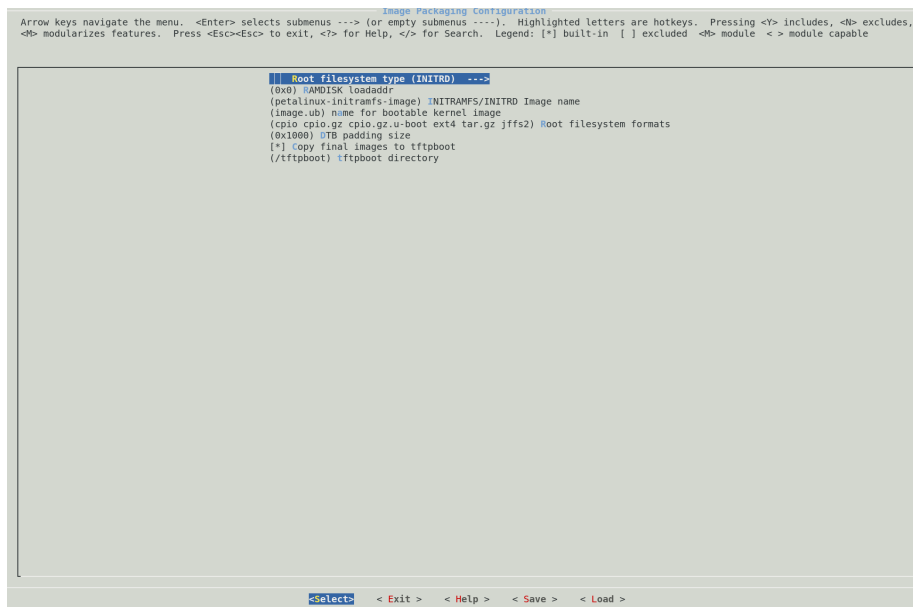 Image Packaging Configuration
Arrow keys navigate the menu.  <Enter> selects submenus ---> (or empty submenus ----).  Highlighted letters are hotkeys.  Pressing <Y> includes, <N> excludes,
<M> modularizes features.  Press <Esc><Esc> to exit, <?> for Help, </> for Search.  Legend: [*] built-in  [ ] excluded  <M> module  < > module capable
Root filesystem type (INITRD)  --->
(0x0) RAMDISK loadaddr
(petalinux-initramfs-image) INITRAMFS/INITRD Image name
(image.ub) name for bootable kernel image
(cpio cpio.gz cpio.gz.u-boot ext4 tar.gz jffs2) Root filesystem formats
(0x1000) DTB padding size
[*] Copy final images to tftpboot
(/tftpboot) tftpboot directory
<Select>    < Exit >    < Help >    < Save >    < Load >